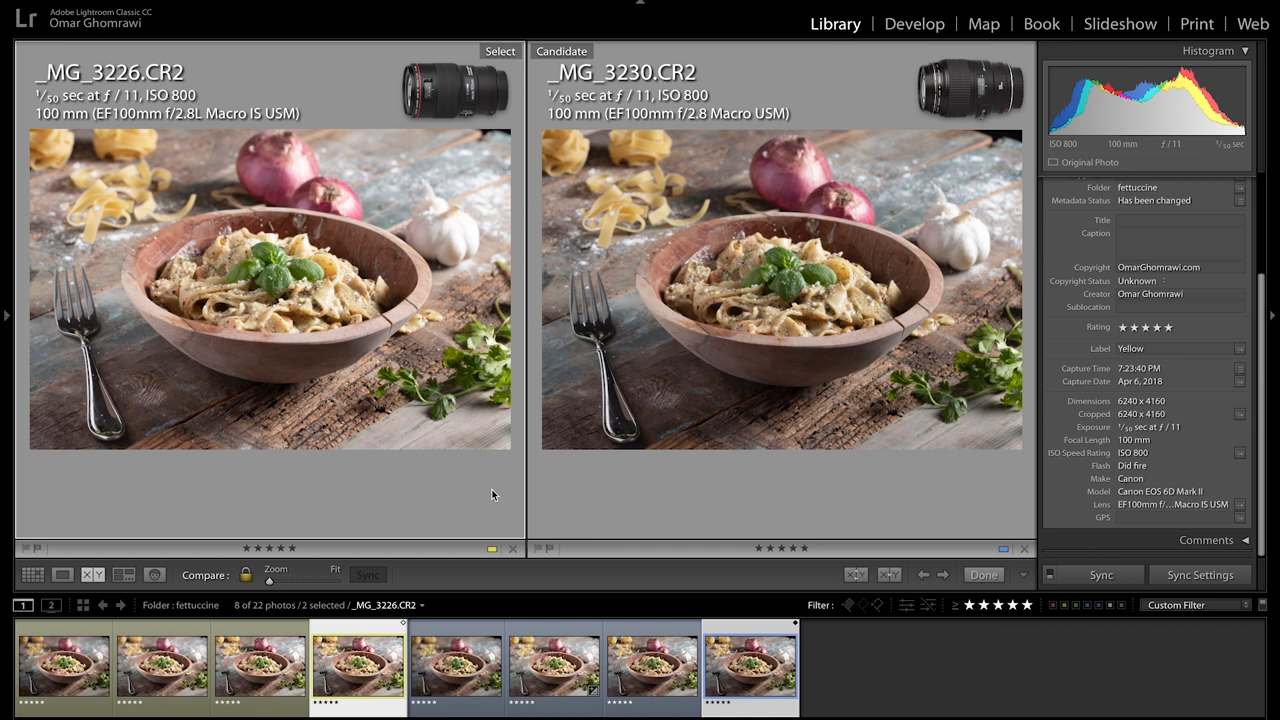 Lr Adobe Lightroom Classic CC
Omar Ghomrawi
Library | Develop | Map | Book | Slideshow | Print | Web
Select
_MG_3226.CR2
1/50 sec at ƒ / 11, ISO 800
100 mm (EF100mm f/2.8L Macro IS USM)
Candidate
_MG_3230.CR2
1/50 sec at ƒ / 11, ISO 800
100 mm (EF100mm f/2.8 Macro USM)
Histogram
ISO 800 100 mm ƒ / 11 1/50 sec
Original Photo
Folder fettuccine
Metadata Status Has been changed
Title
Caption
Copyright OmarGhomrawi.com
Copyright Status Unknown
Creator Omar Ghomrawi
Sublocation
Rating ★★★★★
Label Yellow
Capture Time 7:23:40 PM
Capture Date Apr 6, 2018
Dimensions 6240 x 4160
Cropped 6240 x 4160
Exposure 1/50 sec at ƒ / 11
Focal Length 100 mm
ISO Speed Rating ISO 800
Flash Did fire
Make Canon
Model Canon EOS 6D Mark II
Lens EF100mm f/...Macro IS USM
GPS
Comments
XY Compare : Zoom Fit Sync
Done
Sync Sync Settings
1 2 Folder : fettuccine 8 of 22 photos / 2 selected / _MG_3226.CR2
Filter : ≥ ★★★★★ Custom Filter